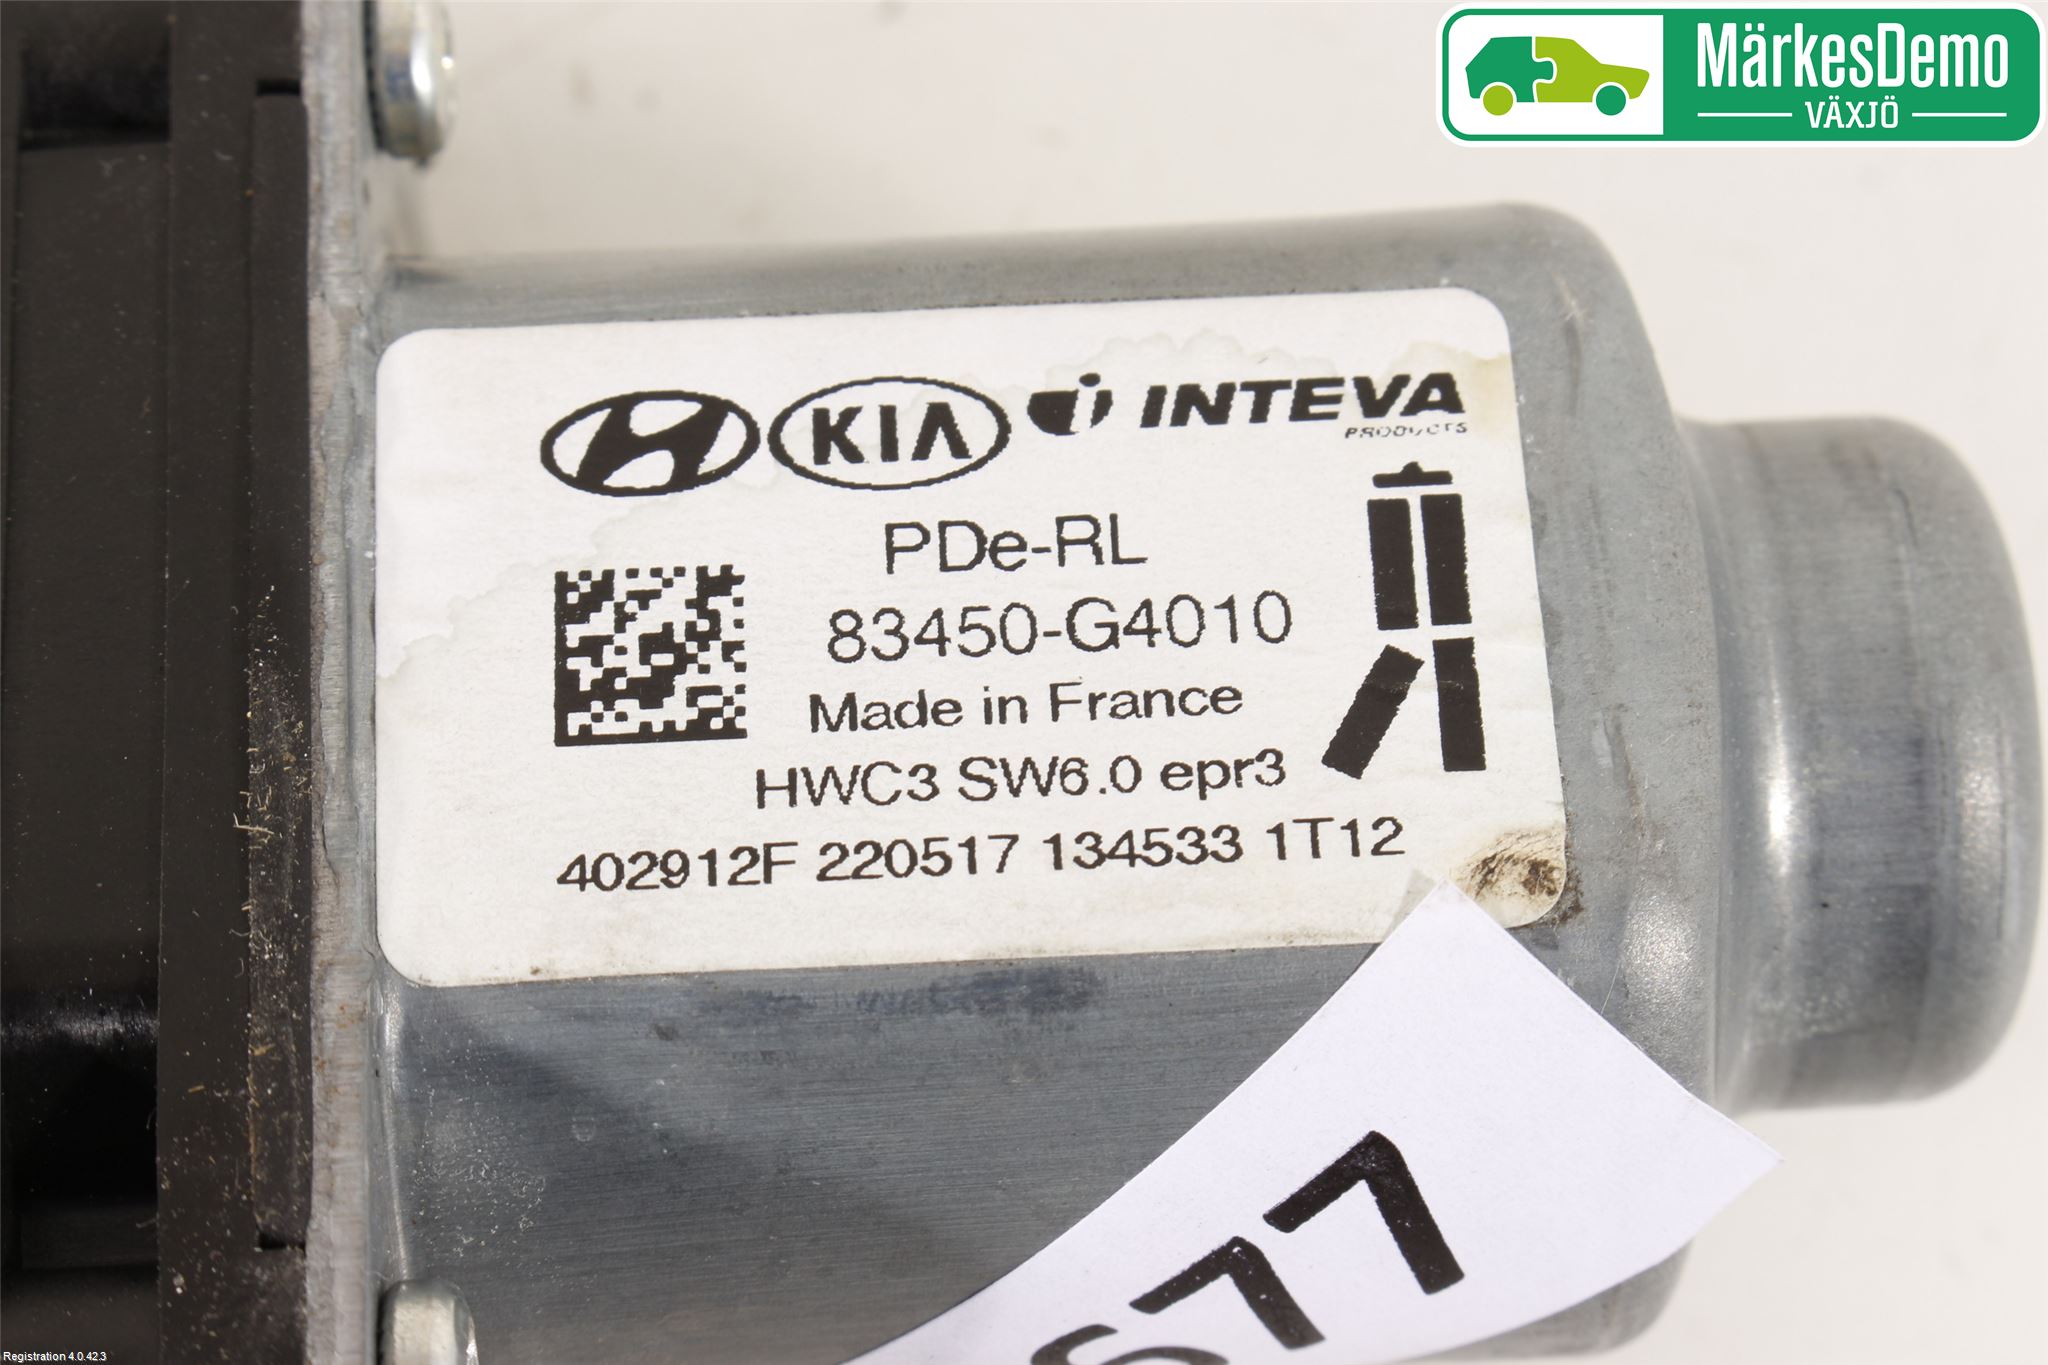 MärkesDemo
VÄXJÖ
KIA INTEVA
PRODUCTS
PDe-RL
83450-G4010
Made in France
HWC3 SW6.0 epr3
402912F 220517 134533 1T12
Registration 4.0.42.3